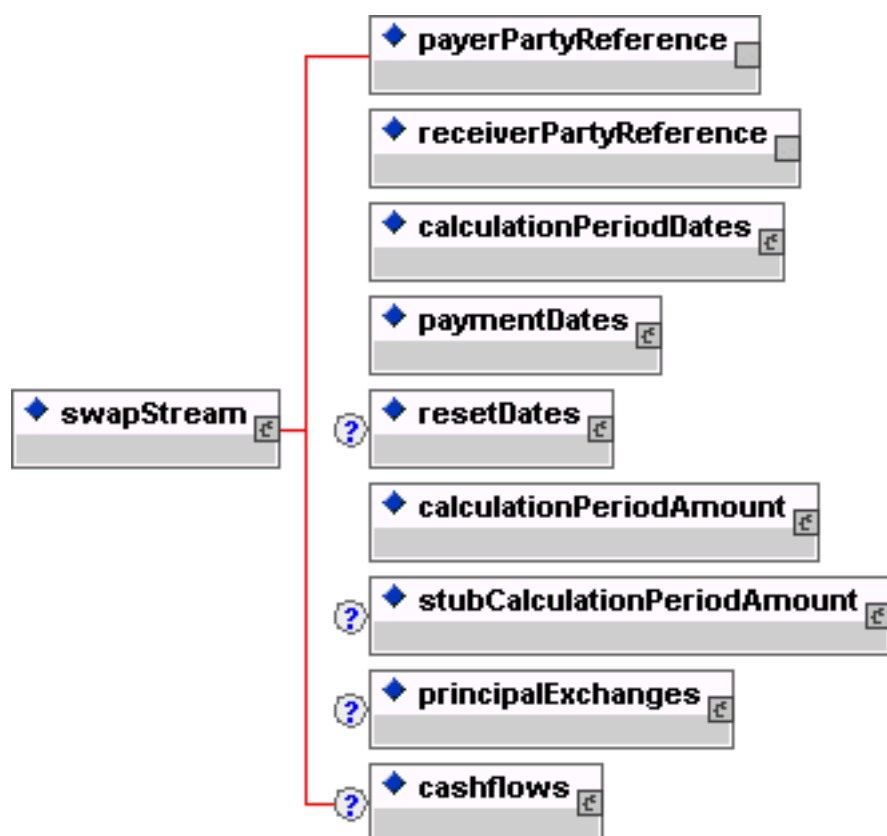 payerPartyReference
receiverPartyReference
calculationPeriodDates
paymentDates
swapStream
? resetDates
calculationPeriodAmount
? stubCalculationPeriodAmount
? principalExchanges
? cashflows